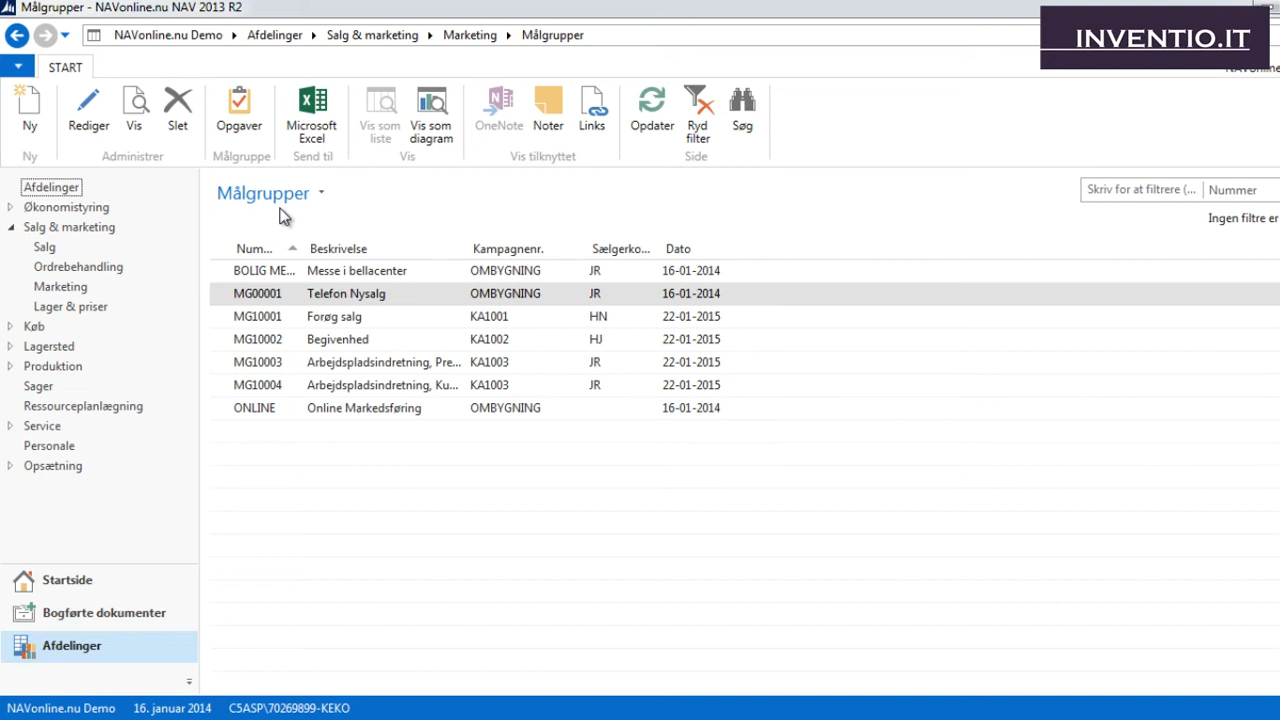 Målgrupper - NAVonline.nu NAV 2013 R2
INVENTIO.IT
NAVonline.nu Demo Afdelinger Salg & marketing Marketing Målgrupper
START
Ny Rediger Vis Slet Opgaver Microsoft Excel Vis som liste Vis som diagram OneNote Noter Links Opdater Ryd filter Søg
Ny Administrer Målgruppe Send til Vis Vis tilknyttet Side
Målgrupper
Skriv for at filtrere (... Nummer
Ingen filtre er
Afdelinger
Økonomistyring
Salg & marketing
Salg
Ordrebehandling
Marketing
Lager & priser
Køb
Lagersted
Produktion
Sager
Ressourceplanlægning
Service
Personale
Opsætning
Num... Beskrivelse Kampagnenr. Sælgerko... Dato
BOLIG ME... Messe i bellacenter OMBYGNING JR 16-01-2014
MG00001 Telefon Nysalg OMBYGNING JR 16-01-2014
MG10001 Forøg salg KA1001 HN 22-01-2015
MG10002 Begivenhed KA1002 HJ 22-01-2015
MG10003 Arbejdspladsindretning, Pre... KA1003 JR 22-01-2015
MG10004 Arbejdspladsindretning, Ku... KA1003 JR 22-01-2015
ONLINE Online Markedsføring OMBYGNING 16-01-2014
Startside
Bogførte dokumenter
Afdelinger
NAVonline.nu Demo 16. januar 2014 C5ASP\70269899-KEKO